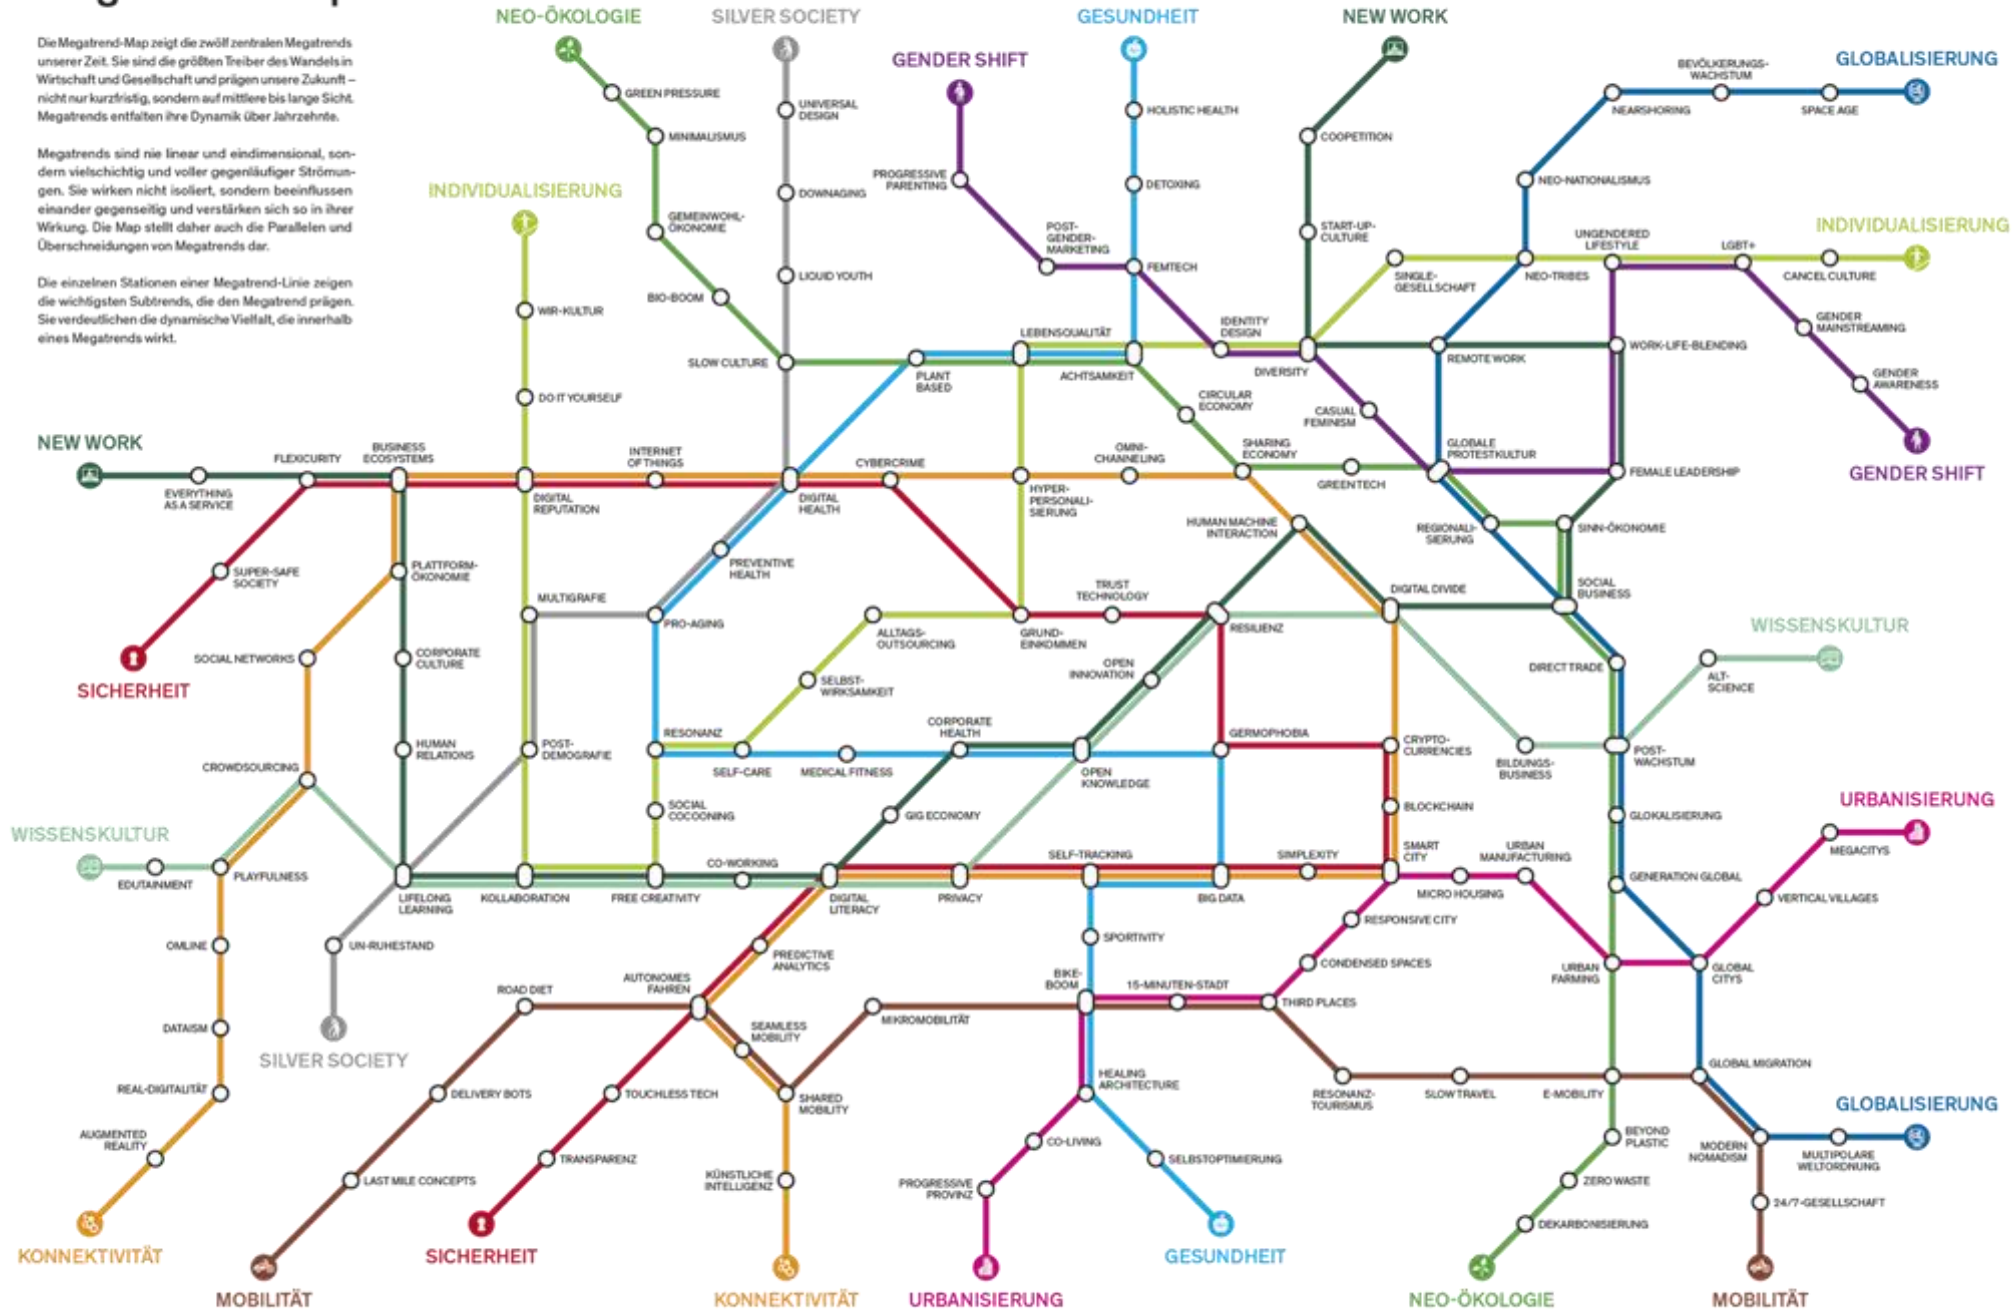 Die Megatrend-Map zeigt die zwölf zentralen Megatrends
unserer Zeit. Sie sind die größten Treiber des Wandels in
Wirtschaft und Gesellschaft und prägen unsere Zukunft –
nicht nur kurzfristig, sondern auf mittlere bis lange Sicht.
Megatrends entfalten ihre Dynamik über Jahrzehnte.
Megatrends sind nie linear und eindimensional, son-
dern vielschichtig und voller gegenläufiger Strömun-
gen. Sie wirken nicht isoliert, sondern beeinflussen
einander gegenseitig und verstärken sich so in ihrer
Wirkung. Die Map stellt daher auch die Parallelen und
Überschneidungen von Megatrends dar.
Die einzelnen Stationen einer Megatrend-Linie zeigen
die wichtigsten Subtrends, die den Megatrend prägen.
Sie verdeutlichen die dynamische Vielfalt, die innerhalb
eines Megatrends wirkt.
NEO-ÖKOLOGIE
SILVER SOCIETY
GESUNDHEIT
NEW WORK
GENDER SHIFT
GLOBALISIERUNG
BEVÖLKERUNGS-
WACHSTUM
GREEN PRESSURE
UNIVERSAL
DESIGN
HOLISTIC HEALTH
NEARSHORING
SPACE AGE
MINIMALISMUS
COOPETITION
PROGRESSIVE
PARENTING
DETOXING
NEO-NATIONALISMUS
INDIVIDUALISIERUNG
DOWNAGING
GEMEINWOHL-
ÖKONOMIE
POST-
GENDER-
MARKETING
START-UP-
CULTURE
UNGENDERED
LIFESTYLE
LGBT+
INDIVIDUALISIERUNG
LIQUID YOUTH
FEMTECH
SINGLE-
GESELLSCHAFT
NEO-TRIBES
CANCEL CULTURE
BIO-BOOM
WIR-KULTUR
LEBENSQUALITÄT
IDENTITY
DESIGN
GENDER
MAINSTREAMING
SLOW CULTURE
PLANT
BASED
ACHTSAMKEIT
DIVERSITY
REMOTE WORK
WORK-LIFE-BLENDING
GENDER
AWARENESS
DO IT YOURSELF
CIRCULAR
ECONOMY
CASUAL
FEMINISM
NEW WORK
FLEXICURITY
BUSINESS
ECOSYSTEMS
INTERNET
OF THINGS
CYBERCRIME
OMNI-
CHANNELING
SHARING
ECONOMY
GLOBALE
PROTESTKULTUR
FEMALE LEADERSHIP
GENDER SHIFT
EVERYTHING
AS A SERVICE
DIGITAL
REPUTATION
DIGITAL
HEALTH
HYPER-
PERSONALI-
SIERUNG
GREENTECH
HUMAN MACHINE
INTERACTION
REGIONALI-
SIERUNG
SINN-ÖKONOMIE
SUPER-SAFE
SOCIETY
PLATTFORM-
ÖKONOMIE
PREVENTIVE
HEALTH
MULTIGRAFIE
TRUST
TECHNOLOGY
DIGITAL DIVIDE
SOCIAL
BUSINESS
PRO-AGING
ALLTAGS-
OUTSOURCING
GRUND-
EINKOMMEN
RESILIENZ
WISSENSKULTUR
SICHERHEIT
SOCIAL NETWORKS
CORPORATE
CULTURE
SELBST-
WIRKSAMKEIT
OPEN
INNOVATION
DIRECT TRADE
ALT-
SCIENCE
HUMAN
RELATIONS
POST-
DEMOGRAFIE
RESONANZ
CORPORATE
HEALTH
GERMOPHOBIA
CRYPTO-
CURRENCIES
CROWDSOURCING
SELF-CARE
MEDICAL FITNESS
OPEN
KNOWLEDGE
BILDUNGS-
BUSINESS
POST-
WACHSTUM
SOCIAL
COCOONING
GIG ECONOMY
BLOCKCHAIN
GLOKALISIERUNG
URBANISIERUNG
WISSENSKULTUR
EDUTAINMENT
PLAYFULNESS
CO-WORKING
SELF-TRACKING
SIMPLEXITY
SMART
CITY
URBAN
MANUFACTURING
MEGACITYS
LIFELONG
LEARNING
KOLLABORATION
FREE CREATIVITY
DIGITAL
LITERACY
PRIVACY
BIG DATA
MICRO HOUSING
GENERATION GLOBAL
VERTICAL VILLAGES
OMLINE
UN-RUHESTAND
PREDICTIVE
ANALYTICS
SPORTIVITY
RESPONSIVE CITY
CONDENSED SPACES
URBAN
FARMING
GLOBAL
CITYS
ROAD DIET
AUTONOMES
FAHREN
BIKE-
BOOM
15-MINUTEN-STADT
THIRD PLACES
DATAISM
SILVER SOCIETY
SEAMLESS
MOBILITY
MIKROMOBILITÄT
REAL-DIGITALITÄT
DELIVERY BOTS
TOUCHLESS TECH
SHARED
MOBILITY
HEALING
ARCHITECTURE
RESONANZ-
TOURISMUS
SLOW TRAVEL
E-MOBILITY
GLOBAL MIGRATION
GLOBALISIERUNG
AUGMENTED
REALITY
TRANSPARENZ
CO-LIVING
SELBSTOPTIMIERUNG
BEYOND
PLASTIC
MODERN
NOMADISM
MULTIPOLARE
WELTORDNUNG
LAST MILE CONCEPTS
KÜNSTLICHE
INTELLIGENZ
PROGRESSIVE
PROVINZ
ZERO WASTE
24/7-GESELLSCHAFT
DEKARBONISIERUNG
KONNEKTIVITÄT
SICHERHEIT
GESUNDHEIT
MOBILITÄT
KONNEKTIVITÄT
URBANISIERUNG
NEO-ÖKOLOGIE
MOBILITÄT